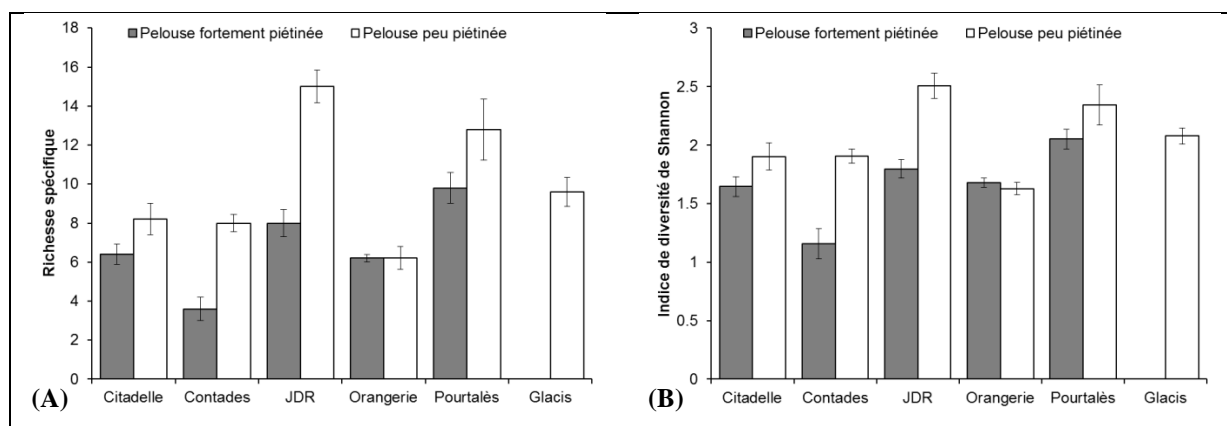 Pelouse fortement piétinée Pelouse peu piétinée
Richesse spécifique
18
16
14
12
10
8
6
4
2
0
Citadelle Contades JDR Orangerie Pourtalès Glacis
(A)
Pelouse fortement piétinée Pelouse peu piétinée
Indice de diversité de Shannon
3
2.5
2
1.5
1
0.5
0
Citadelle Contades JDR Orangerie Pourtalès Glacis
(B)